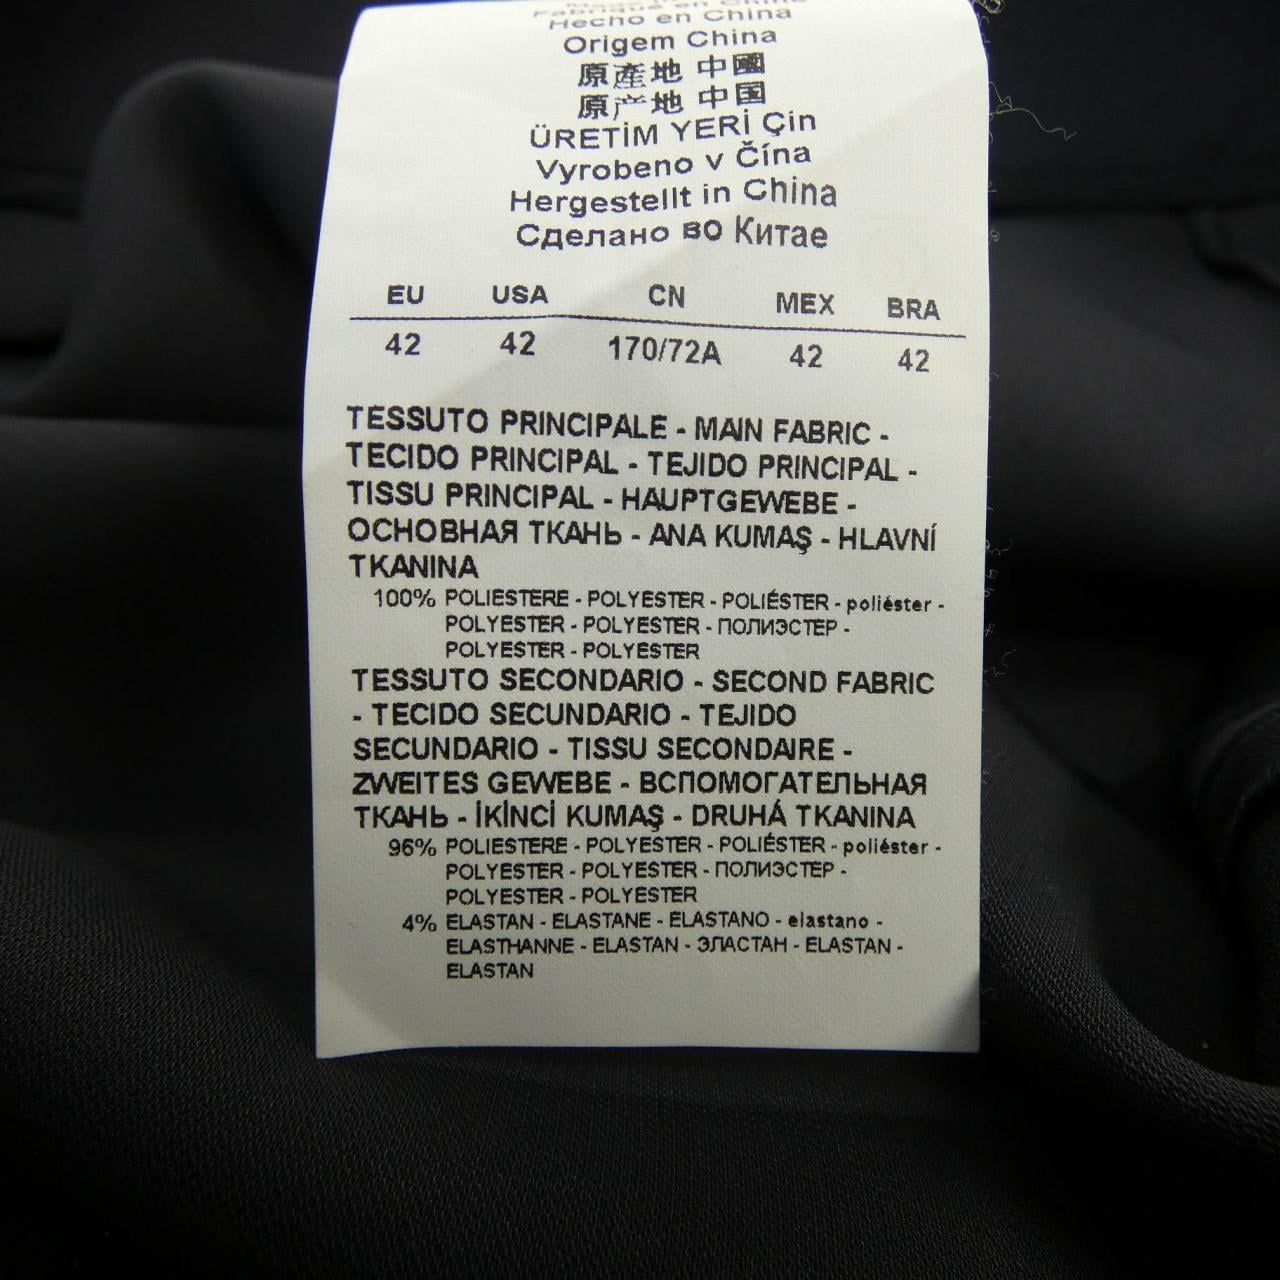 Fabriqué en Chine
Hecho en China
Origem China
原產地 中國
原产地 中国
ÜRETİM YERİ Çin
Vyrobeno v Čína
Hergestellt in China
Сделано во Китае
EU USA CN MEX BRA
42 42 170/72A 42 42
TESSUTO PRINCIPALE - MAIN FABRIC -
TECIDO PRINCIPAL - TEJIDO PRINCIPAL -
TISSU PRINCIPAL - HAUPTGEWEBE -
ОСНОВНАЯ ТКАНЬ - ANA KUMAŞ - HLAVNÍ
TKANINA
100% POLIESTERE - POLYESTER - POLIÉSTER - poliéster -
POLYESTER - POLYESTER - ПОЛИЭСТЕР -
POLYESTER - POLYESTER
TESSUTO SECONDARIO - SECOND FABRIC
- TECIDO SECUNDARIO - TEJIDO
SECUNDARIO - TISSU SECONDAIRE -
ZWEITES GEWEBE - ВСПОМОГАТЕЛЬНАЯ
ТКАНЬ - İKİNCİ KUMAŞ - DRUHÁ TKANINA
96% POLIESTERE - POLYESTER - POLIÉSTER - poliéster -
POLYESTER - POLYESTER - ПОЛИЭСТЕР -
POLYESTER - POLYESTER
4% ELASTAN - ELASTANE - ELASTANO - elastano -
ELASTHANNE - ELASTAN - ЭЛАСТАН - ELASTAN -
ELASTAN